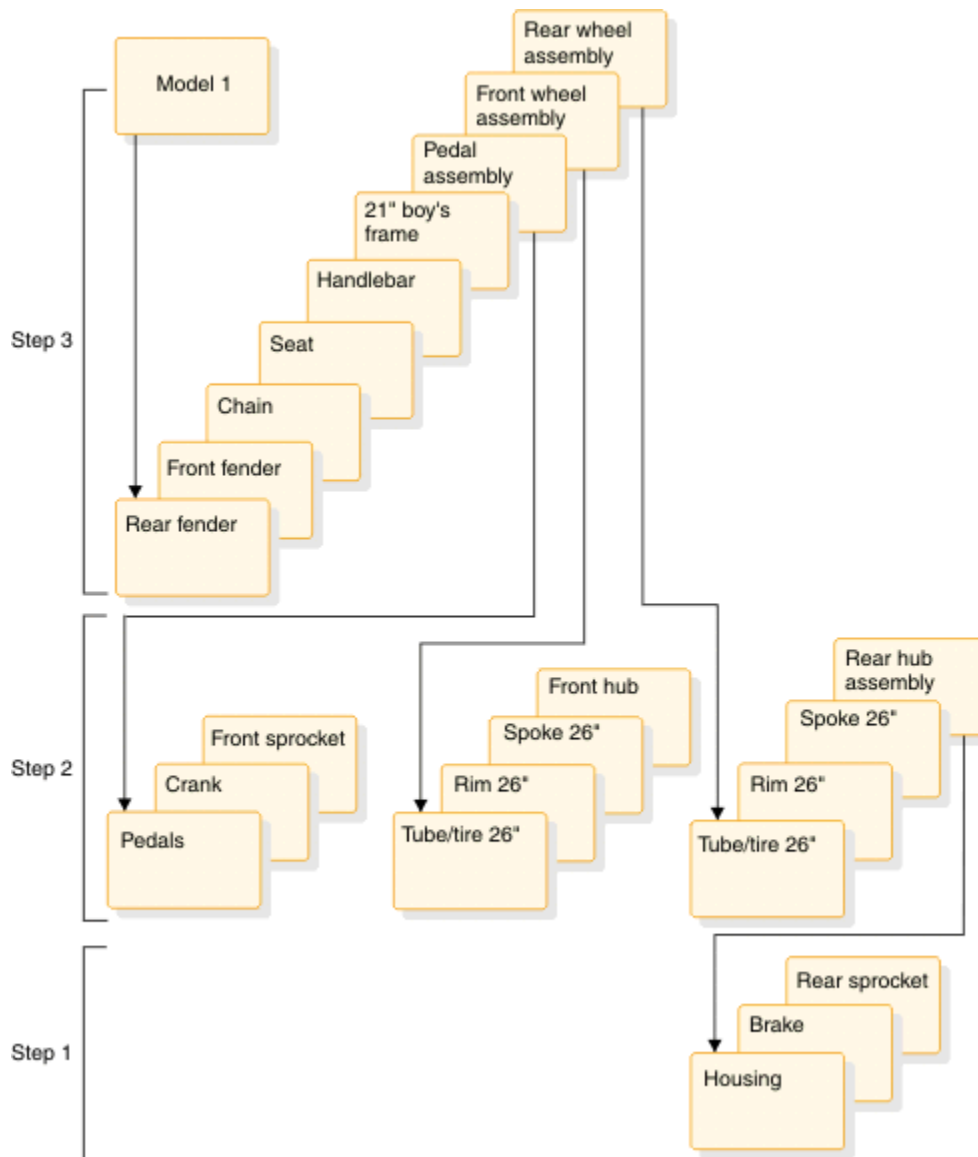 Rear wheel
assembly
Model 1
Front wheel
assembly
Pedal
assembly
21" boy's
frame
Handlebar
Step 3
Seat
Chain
Front fender
Rear fender
Rear hub
assembly
Front hub
Spoke 26"
Spoke 26"
Front sprocket
Step 2
Crank
Rim 26"
Rim 26"
Pedals
Tube/tire 26"
Tube/tire 26"
Rear sprocket
Brake
Step 1
Housing